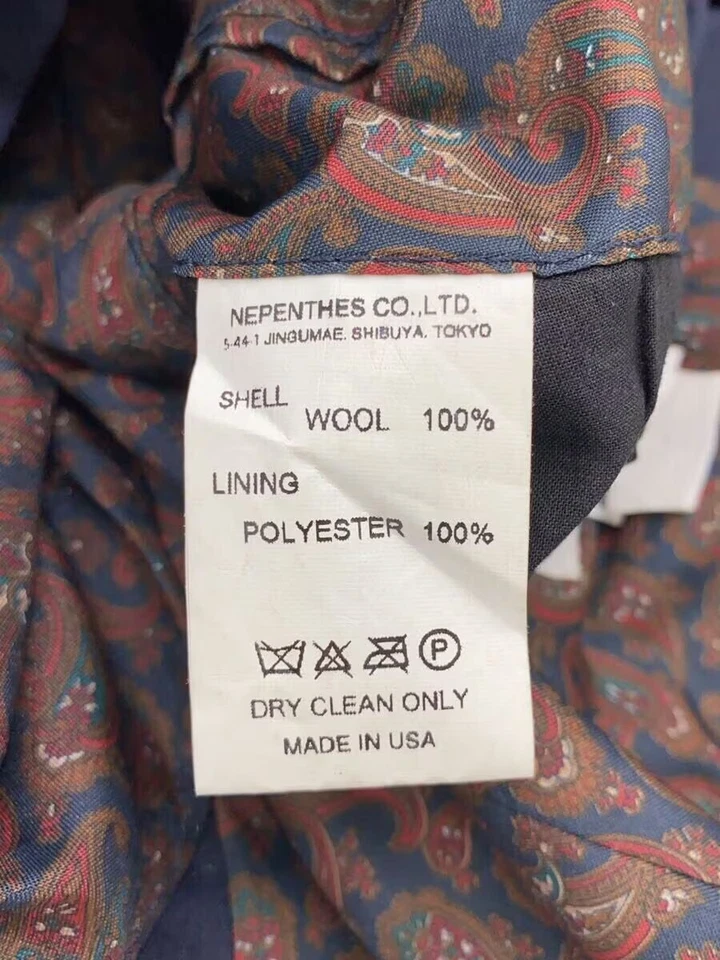 NEPENTHES CO.,LTD.
5-44-1 JINGUMAE. SHIBUYA. TOKYO
SHELL
WOOL 100%
LINING
POLYESTER 100%
P
DRY CLEAN ONLY
MADE IN USA